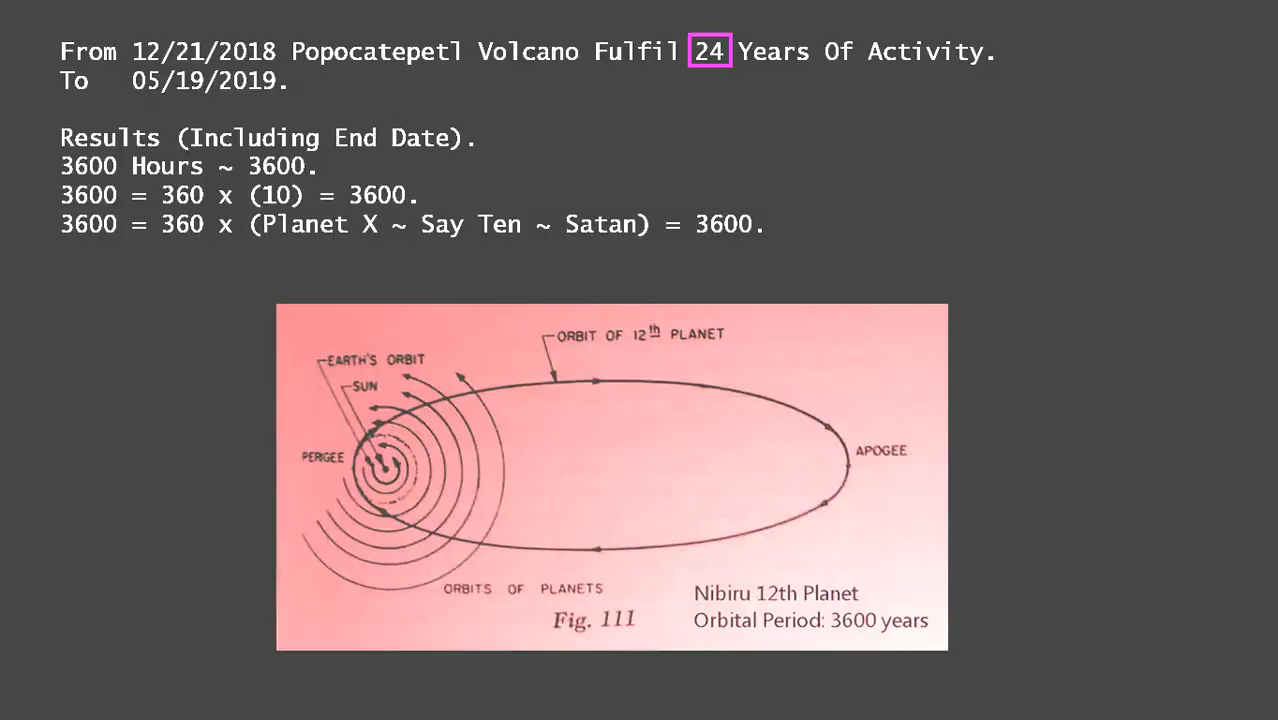 From 12/21/2018 Popocatepetl Volcano Fulfil 24 Years Of Activity.
To 05/19/2019.
Results (Including End Date).
3600 Hours ~ 3600.
3600 = 360 x (10) = 3600.
3600 = 360 x (Planet X ~ Say Ten ~ Satan) = 3600.
ORBIT OF 12th PLANET
EARTH'S ORBIT
SUN
PERIGEE
APOGEE
ORBITS OF PLANETS
Fig. 111
Nibiru 12th Planet
Orbital Period: 3600 years